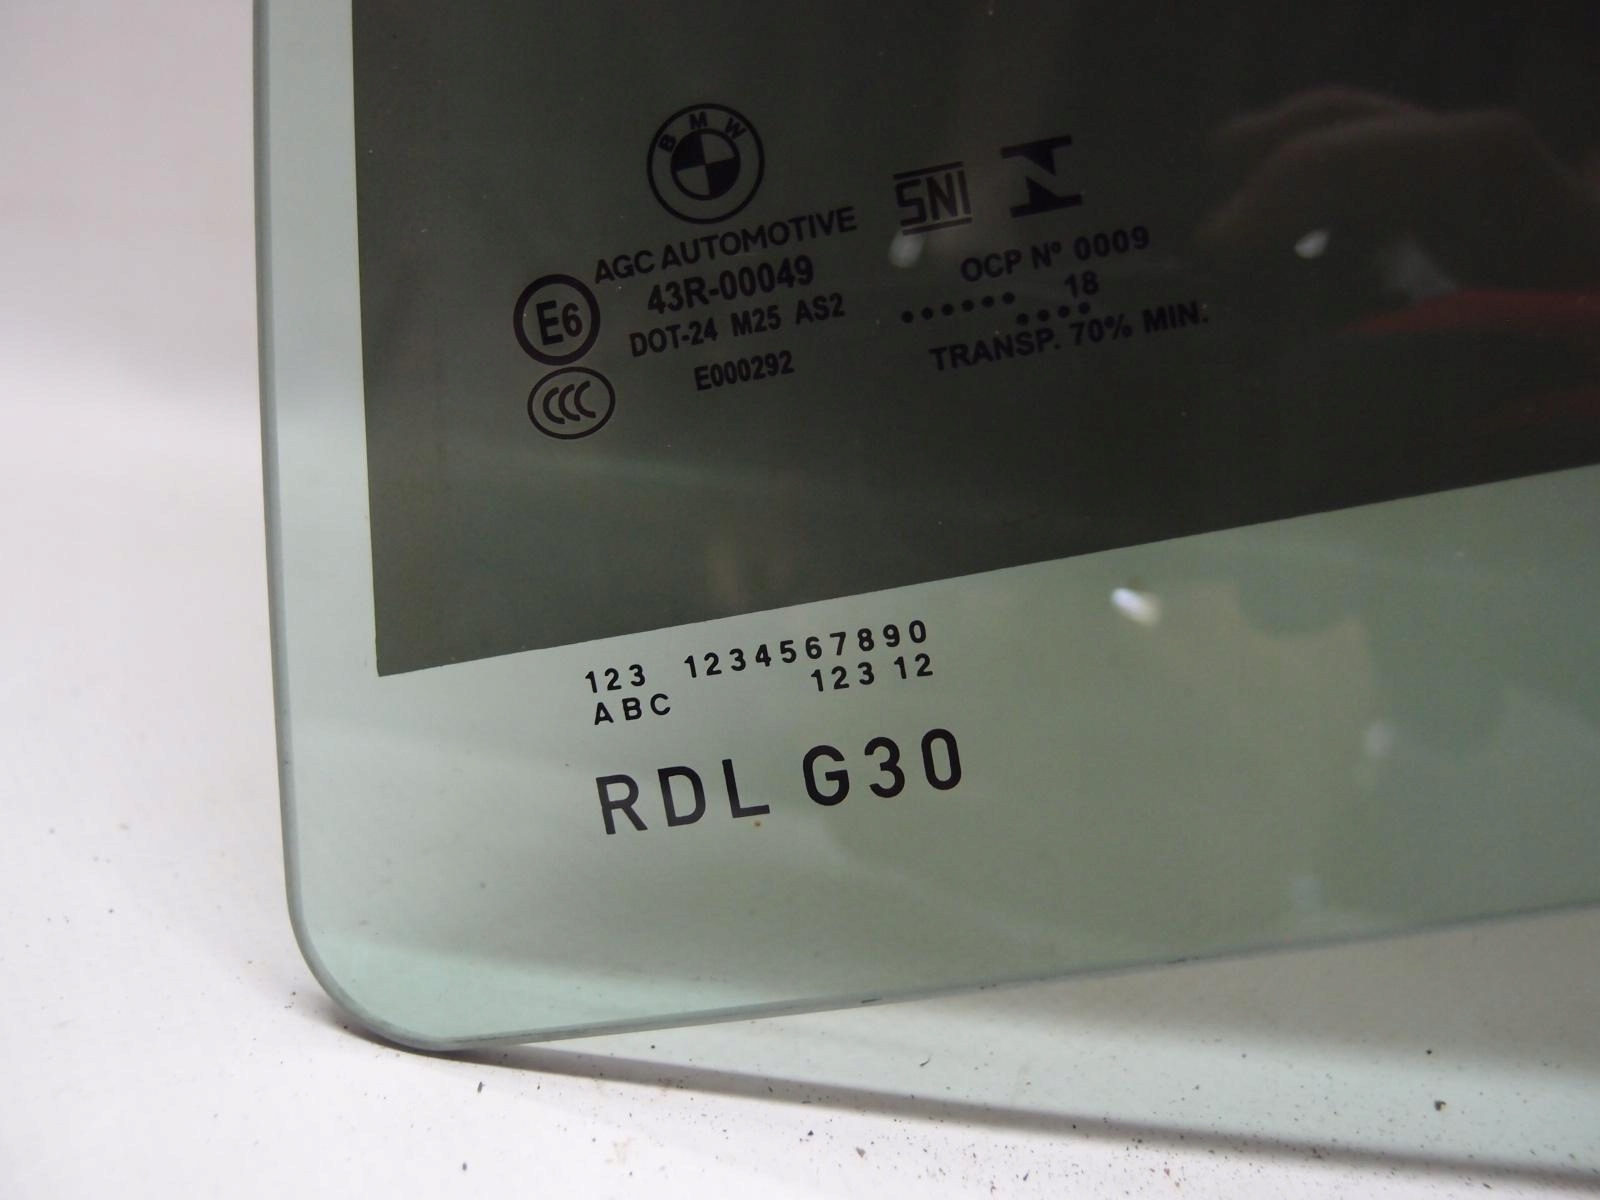 BMW
AGC AUTOMOTIVE
43R-00049
DOT-24 M25 AS2
E000292
E6
CCC
SNI
OCP Nº 0009
...... 18
....
TRANSP. 70% MIN.
123 1234567890
ABC 123 12
RDL G30